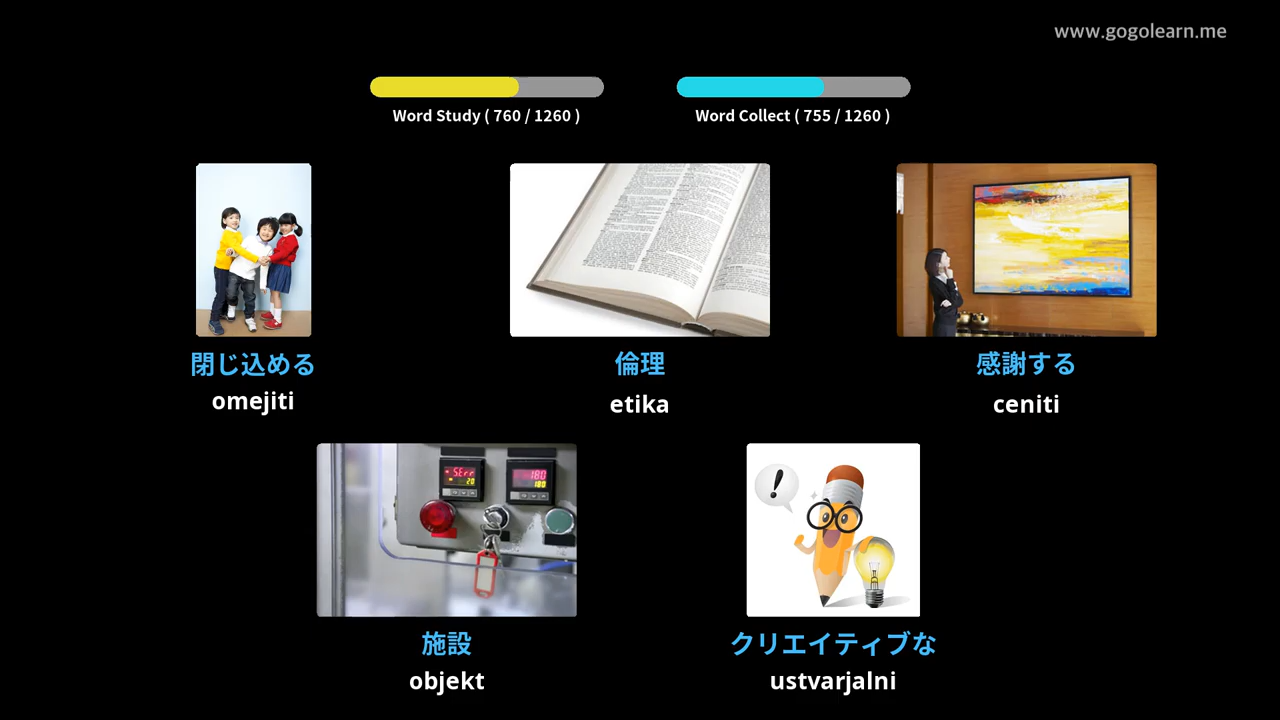 www.gogolearn.me
Word Study ( 760 / 1260 )
Word Collect ( 755 / 1260 )
閉じ込める
omejiti
倫理
etika
感謝する
ceniti
施設
objekt
クリエイティブな
ustvarjalni